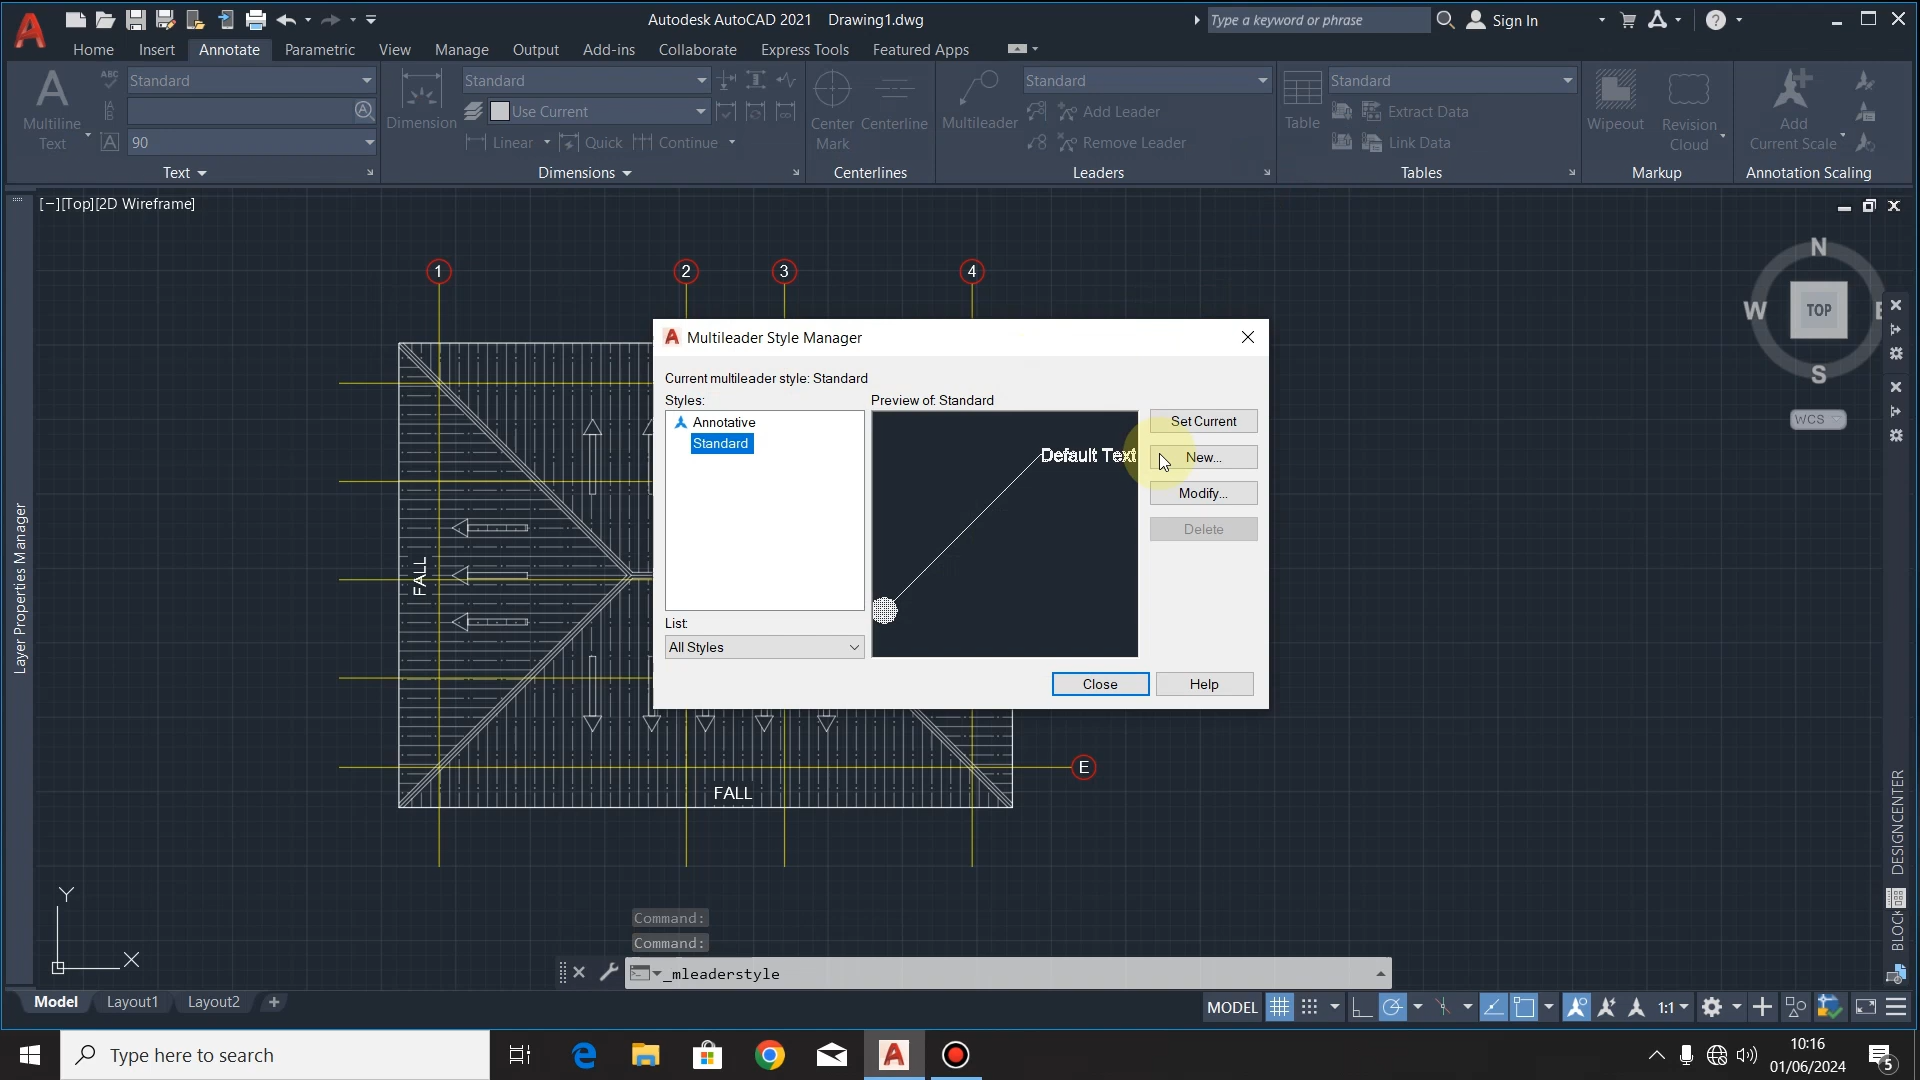 Autodesk AutoCAD 2021 Drawing1.dwg
Type a keyword or phrase
Sign In
Home Insert Annotate Parametric View Manage Output Add-ins Collaborate Express Tools Featured Apps
Multiline Text
Standard
90
Text
Dimension
Standard
Use Current
Linear Quick Continue
Dimensions
Center Mark
Centerline
Centerlines
Multileader
Standard
Add Leader
Remove Leader
Leaders
Table
Standard
Extract Data
Link Data
Tables
Wipeout
Revision Cloud
Markup
Add Current Scale
Annotation Scaling
[−][Top][2D Wireframe]
N
W TOP E
S
WCS
1 2 3 4
Multileader Style Manager
Current multileader style: Standard
Styles:
Preview of: Standard
Annotative
Standard
Default Text
Set Current
New...
Modify...
Delete
List:
All Styles
Close
Help
FALL
FALL
E
Layer Properties Manager
DESIGNCENTER
BLOCK
Y
X
Command:
Command:
_mleaderstyle
Model Layout1 Layout2 +
MODEL
1:1
Type here to search
10:16
01/06/2024
5